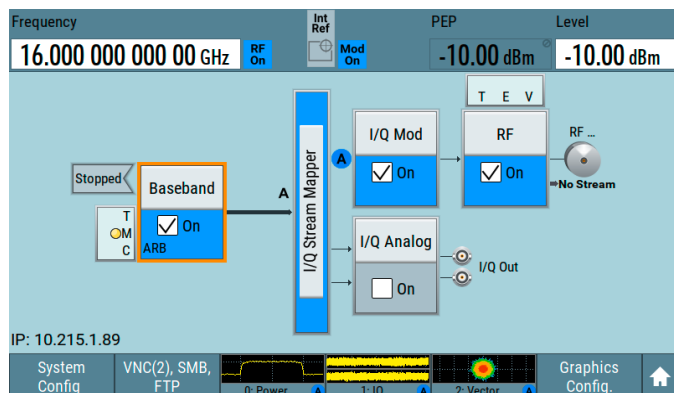 Frequency
Int
Ref
PEP
Level
16.000 000 000 00 GHz
RF
On
Mod
On
-10.00 dBm
-10.00 dBm
T E V
I/Q Mod
On
RF
On
RF ...
No Stream
A
Stopped
Baseband
On
ARB
T
M
C
A
I/Q Stream Mapper
I/Q Analog
On
I/Q Out
IP: 10.215.1.89
System
Config
VNC(2), SMB,
FTP
0: Power A
1: IQ A
2: Vector A
Graphics
Config.